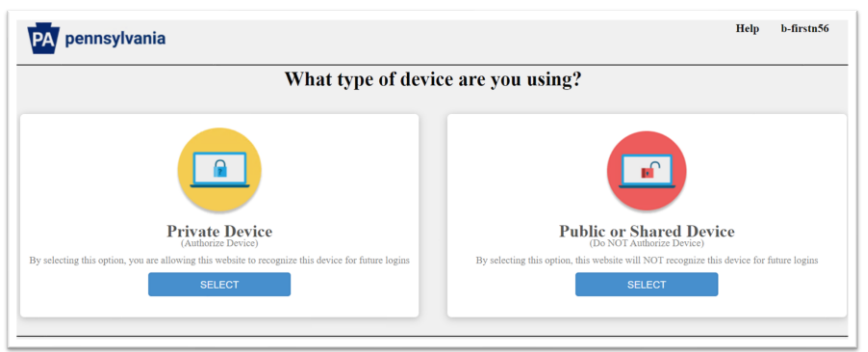 PA pennsylvania
Help b-firstn56
What type of device are you using?
Private Device
(Authorize Device)
By selecting this option, you are allowing this website to recognize this device for future logins
SELECT
Public or Shared Device
(Do NOT Authorize Device)
By selecting this option, this website will NOT recognize this device for future logins
SELECT